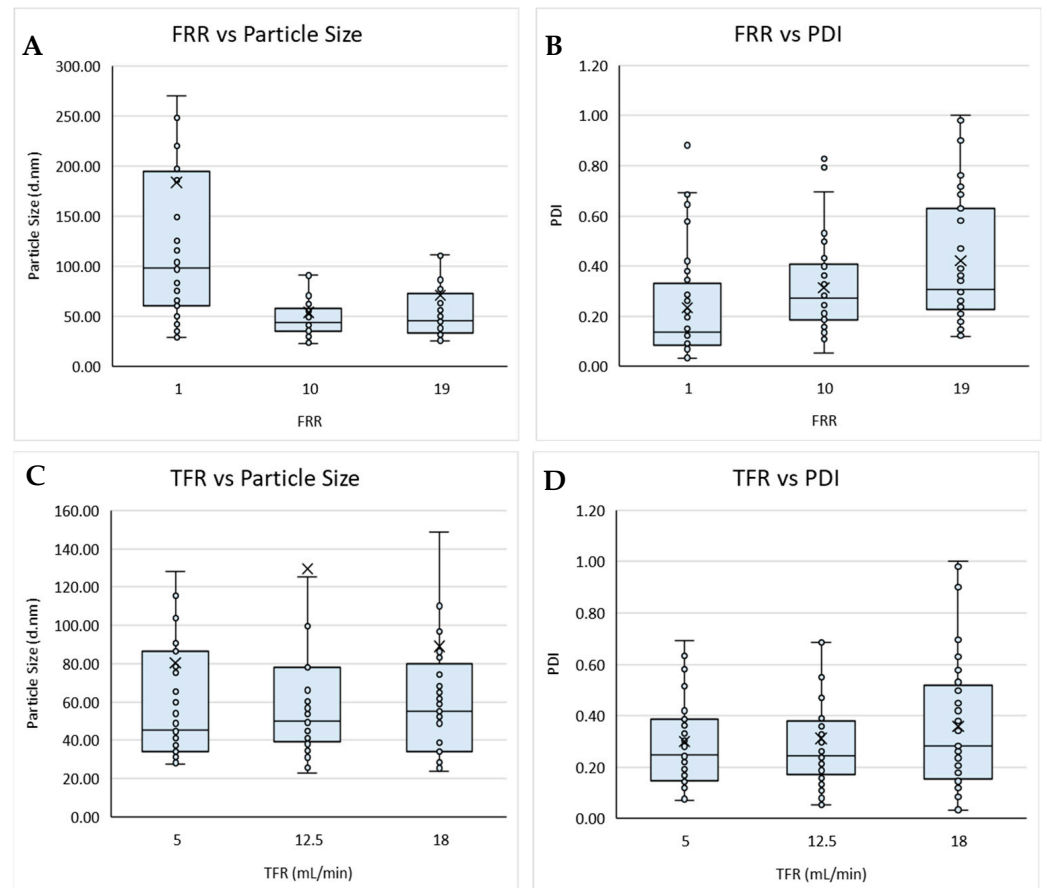 A
FRR vs Particle Size
300.00
250.00
200.00
150.00
100.00
50.00
0.00
Particle Size (d.nm)
1 10 19
FRR
B
FRR vs PDI
1.20
1.00
0.80
0.60
0.40
0.20
0.00
PDI
1 10 19
FRR
C
TFR vs Particle Size
160.00
140.00
120.00
100.00
80.00
60.00
40.00
20.00
0.00
Particle Size (d.nm)
5 12.5 18
TFR (mL/min)
D
TFR vs PDI
1.20
1.00
0.80
0.60
0.40
0.20
0.00
PDI
5 12.5 18
TFR (mL/min)